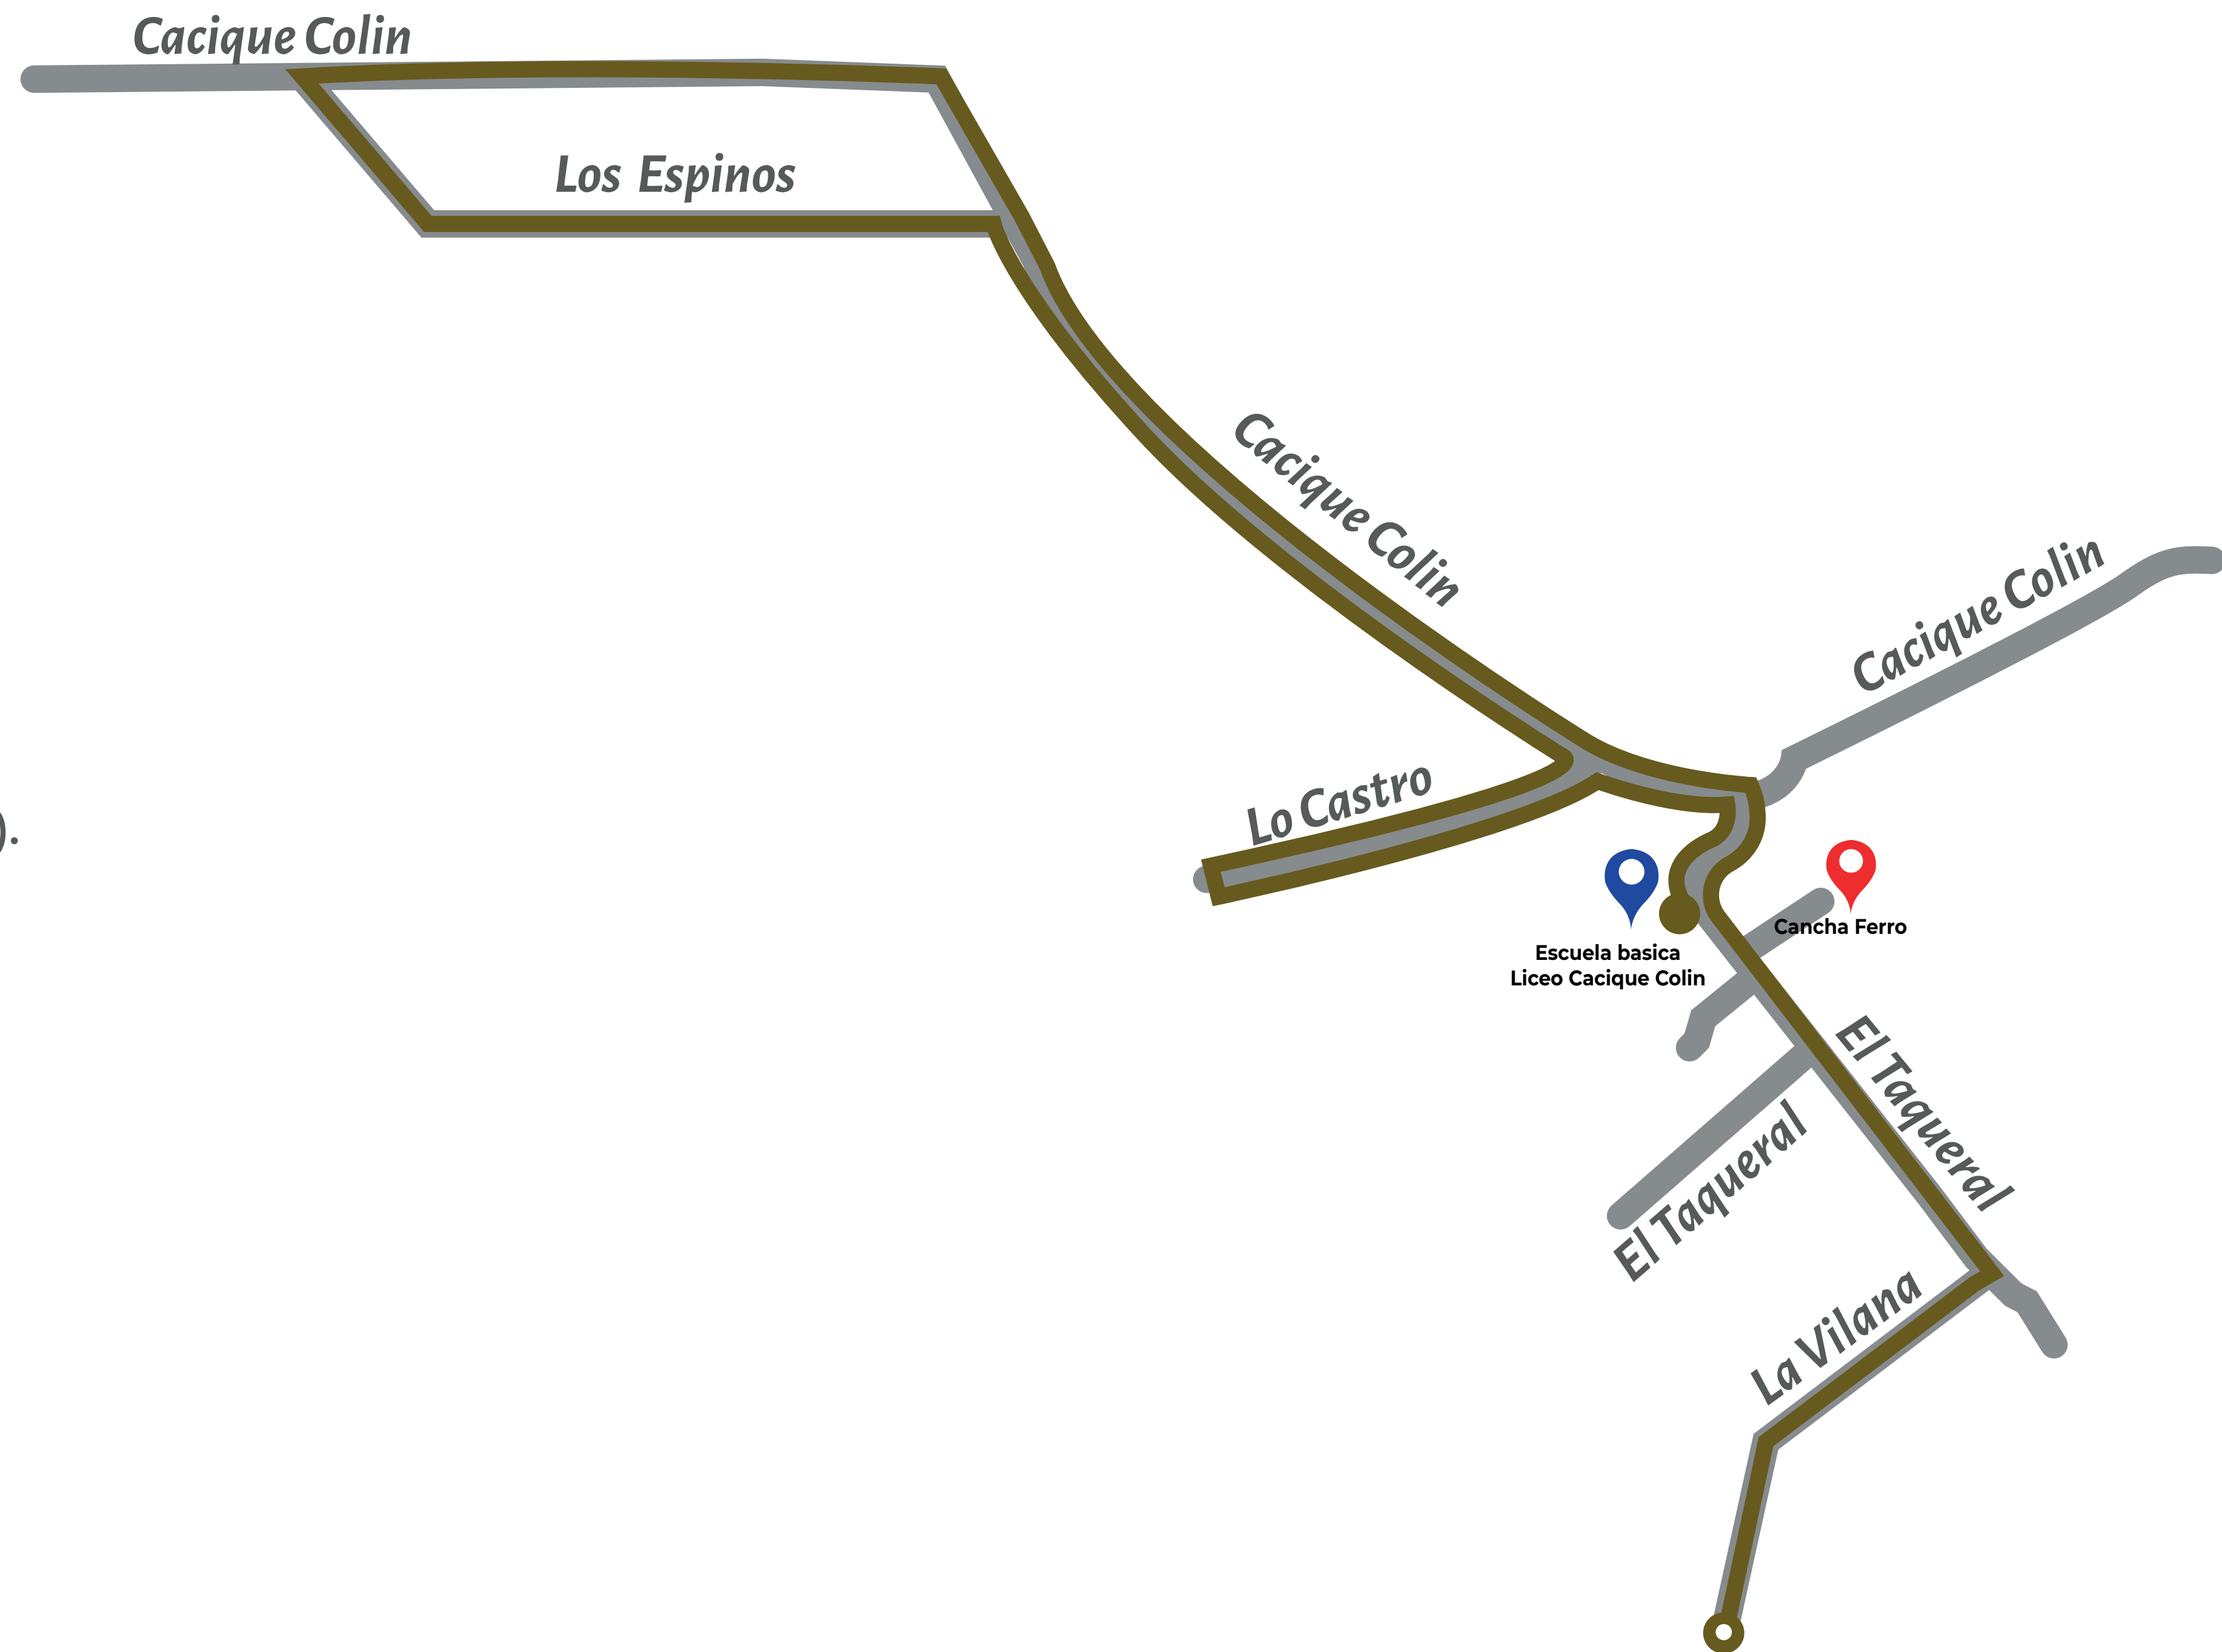 Cacique Colin
Los Espinos
Cacique Colin
Cacique Colin
Lo Castro
).
Cancha Ferro
Escuela basica
Liceo Cacique Colin
El Taqueral
El Taqueral
La Vilana